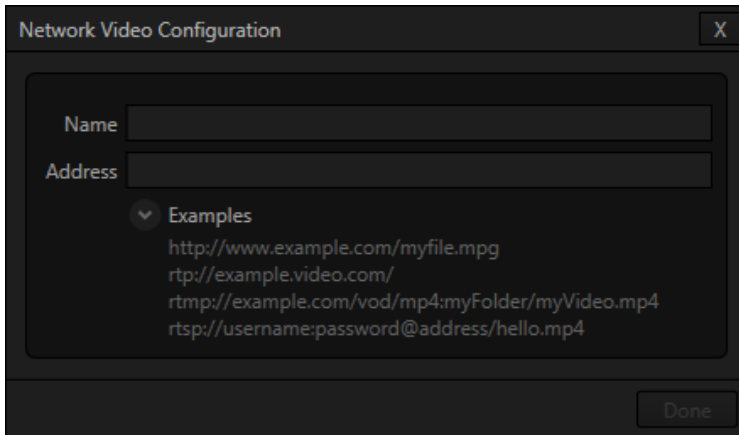 Network Video Configuration
X
Name
Address
Examples
http://www.example.com/myfile.mpg
rtp://example.video.com/
rtmp://example.com/vod/mp4:myFolder/myVideo.mp4
rtsp://username:password@address/hello.mp4
Done